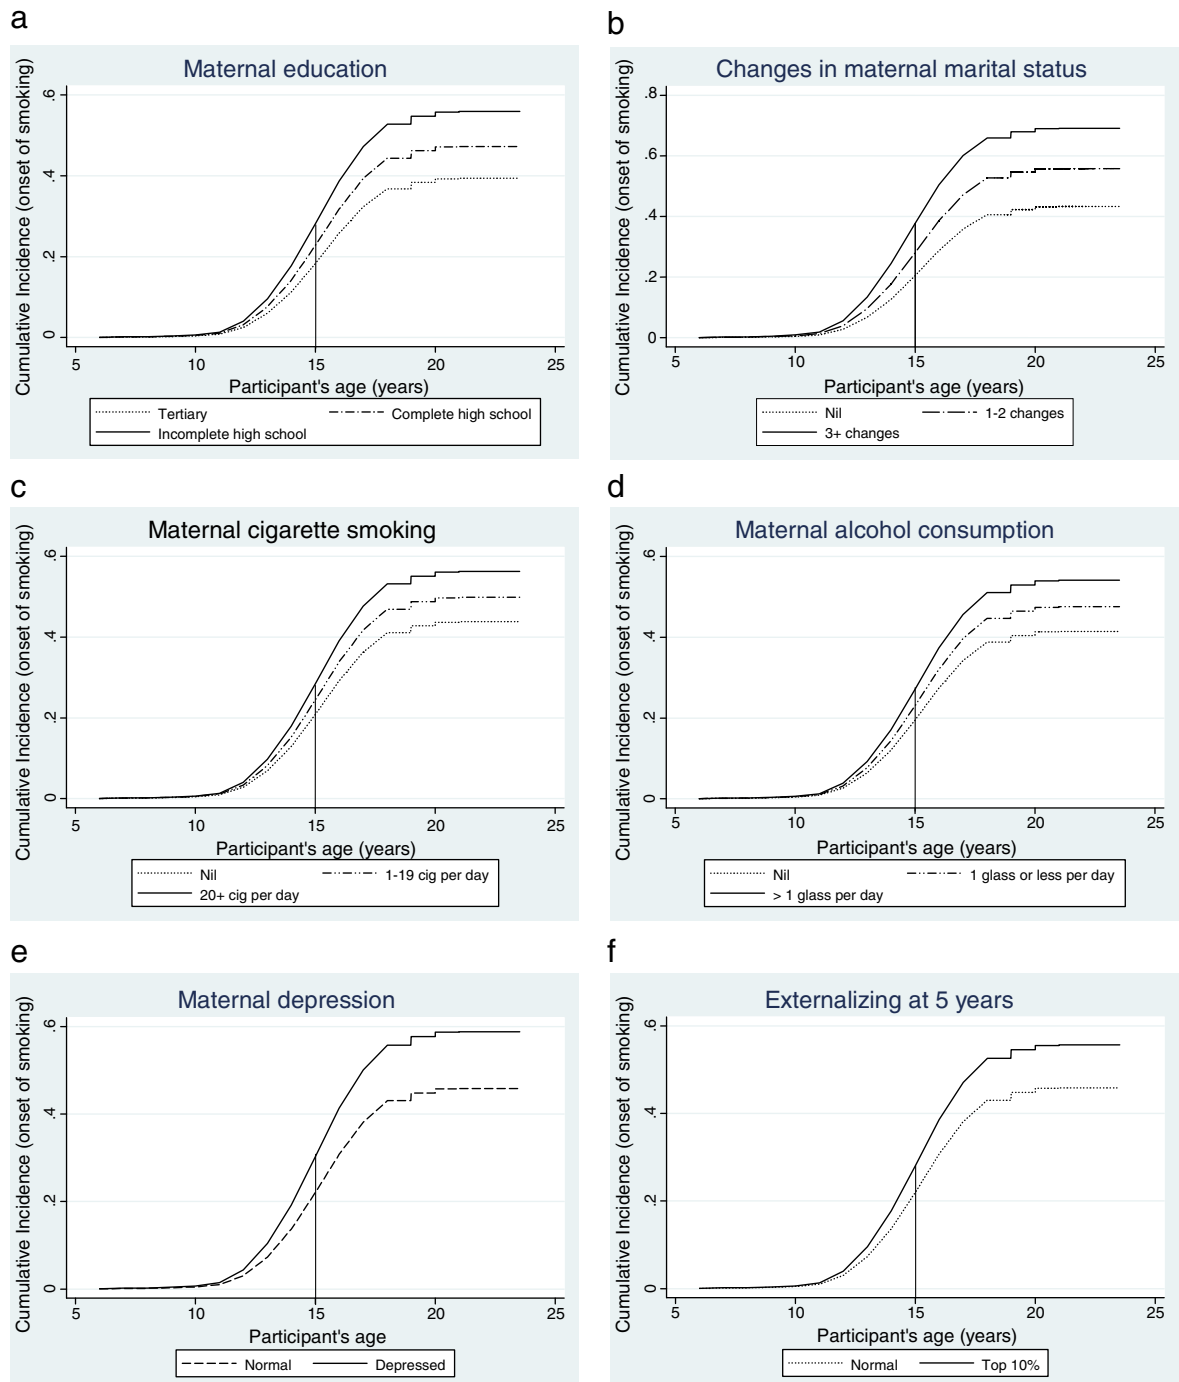 a
Maternal education
Cumulative Incidence (onset of smoking)
.6
.4
.2
0
5 10 15 20 25
Participant's age (years)
Tertiary Complete high school
Incomplete high school
b
Changes in maternal marital status
Cumulative Incidence (onset of smoking)
.8
.6
.4
.2
0
5 10 15 20 25
Participant's age (years)
Nil 1-2 changes
3+ changes
c
Maternal cigarette smoking
Cumulative Incidence (onset of smoking)
.6
.4
.2
0
5 10 15 20 25
Participant's age (years)
Nil 1-19 cig per day
20+ cig per day
d
Maternal alcohol consumption
Cumulative Incidence (onset of smoking)
.6
.4
.2
0
5 10 15 20 25
Participant's age (years)
Nil 1 glass or less per day
> 1 glass per day
e
Maternal depression
Cumulative Incidence (onset of smoking)
.6
.4
.2
0
5 10 15 20 25
Participant's age
Normal Depressed
f
Externalizing at 5 years
Cumulative Incidence (onset of smoking)
.6
.4
.2
0
5 10 15 20 25
Participant's age (years)
Normal Top 10%